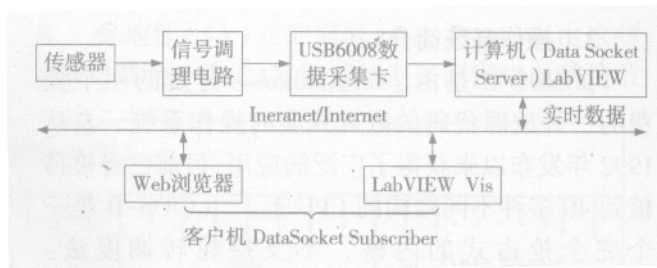 传感器
信号调
理电路
USB6008数
据采集卡
计算机(Data Socket
Server)LabVIEW
Ineranet/Internet
实时数据
Web浏览器
LabVIEW Vis
客户机 DataSocket Subscriber